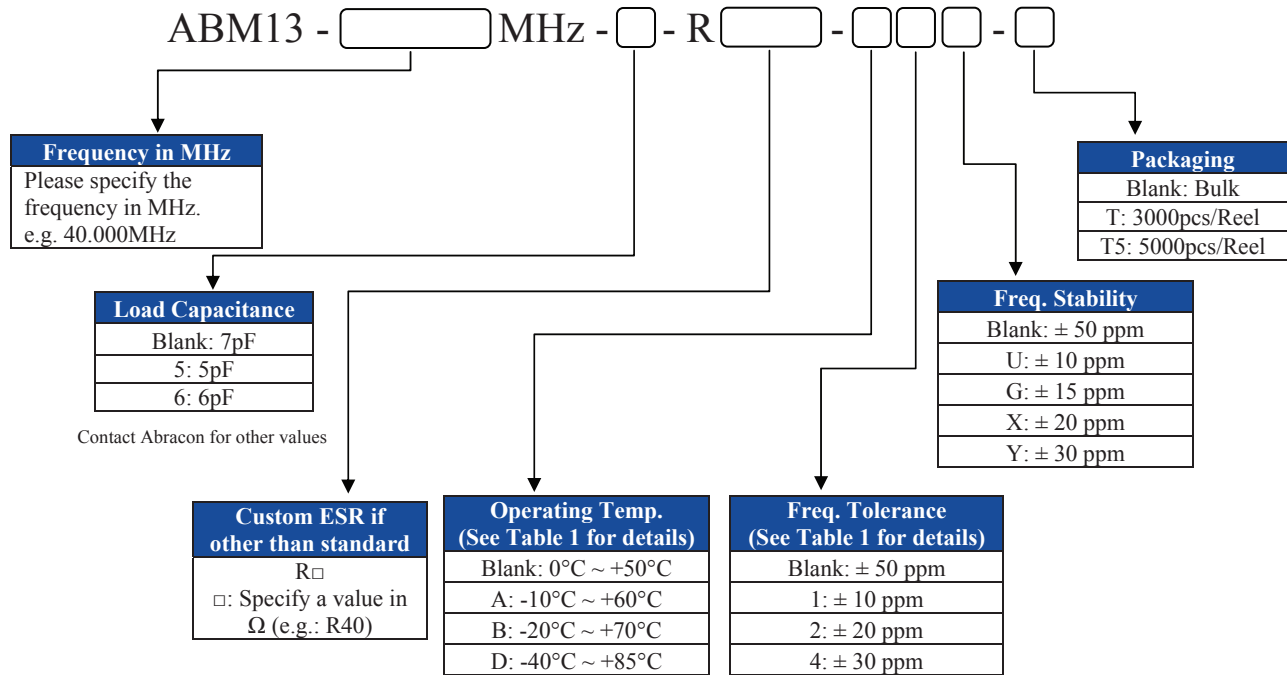 ABM13 - MHz - - R - -
Frequency in MHz
Please specify the
frequency in MHz.
e.g. 40.000MHz
Packaging
Blank: Bulk
T: 3000pcs/Reel
T5: 5000pcs/Reel
Load Capacitance
Blank: 7pF
5: 5pF
6: 6pF
Contact Abracon for other values
Freq. Stability
Blank: ± 50 ppm
U: ± 10 ppm
G: ± 15 ppm
X: ± 20 ppm
Y: ± 30 ppm
Custom ESR if
other than standard
R□
□: Specify a value in
Ω (e.g.: R40)
Operating Temp.
(See Table 1 for details)
Blank: 0°C ~ +50°C
A: -10°C ~ +60°C
B: -20°C ~ +70°C
D: -40°C ~ +85°C
Freq. Tolerance
(See Table 1 for details)
Blank: ± 50 ppm
1: ± 10 ppm
2: ± 20 ppm
4: ± 30 ppm